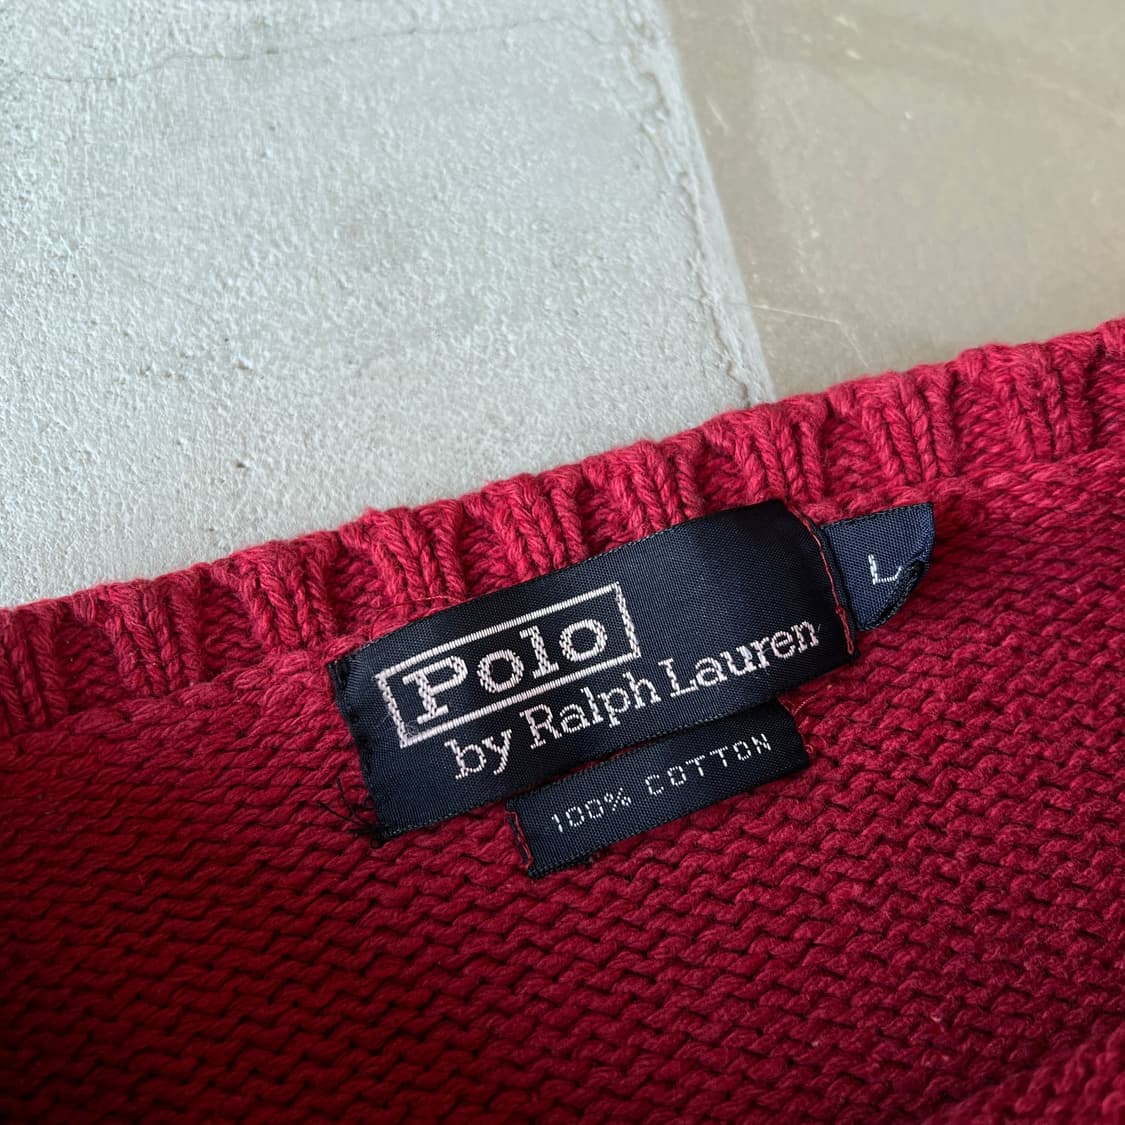 Polo
by Ralph Lauren
L
100% COTTON